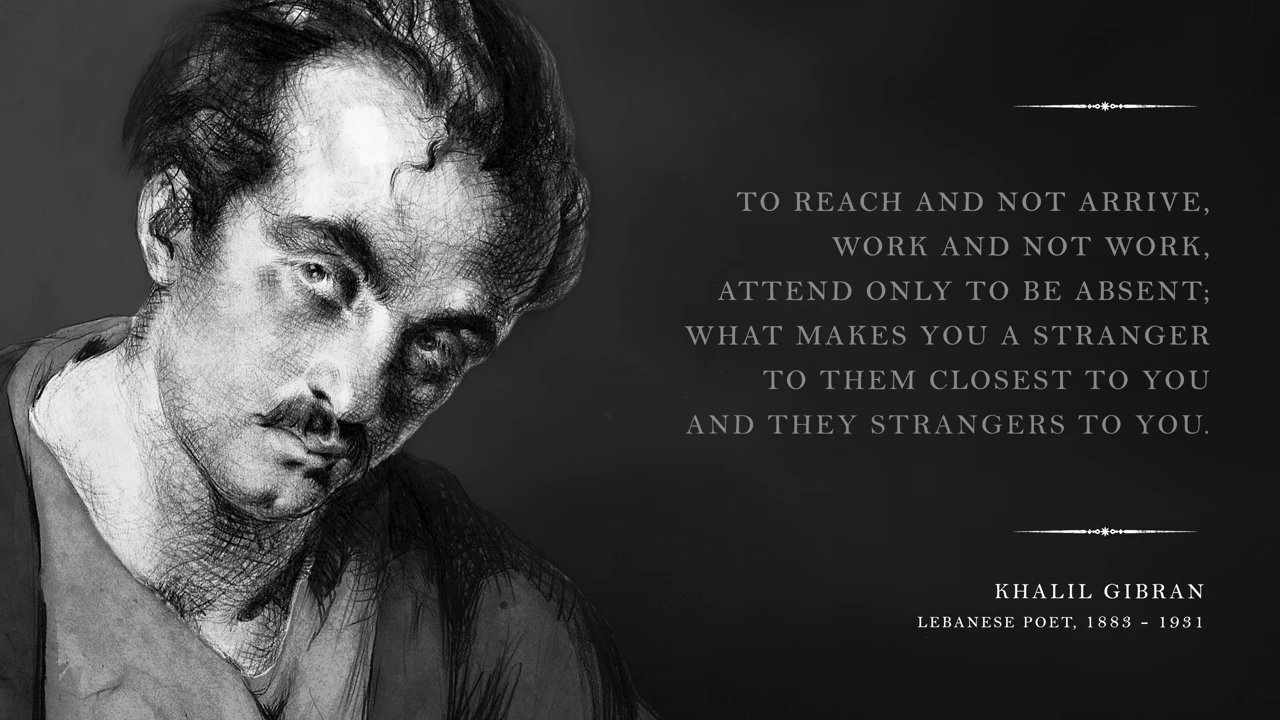 TO REACH AND NOT ARRIVE,
WORK AND NOT WORK,
ATTEND ONLY TO BE ABSENT;
WHAT MAKES YOU A STRANGER
TO THEM CLOSEST TO YOU
AND THEY STRANGERS TO YOU.
KHALIL GIBRAN
LEBANESE POET, 1883 – 1931